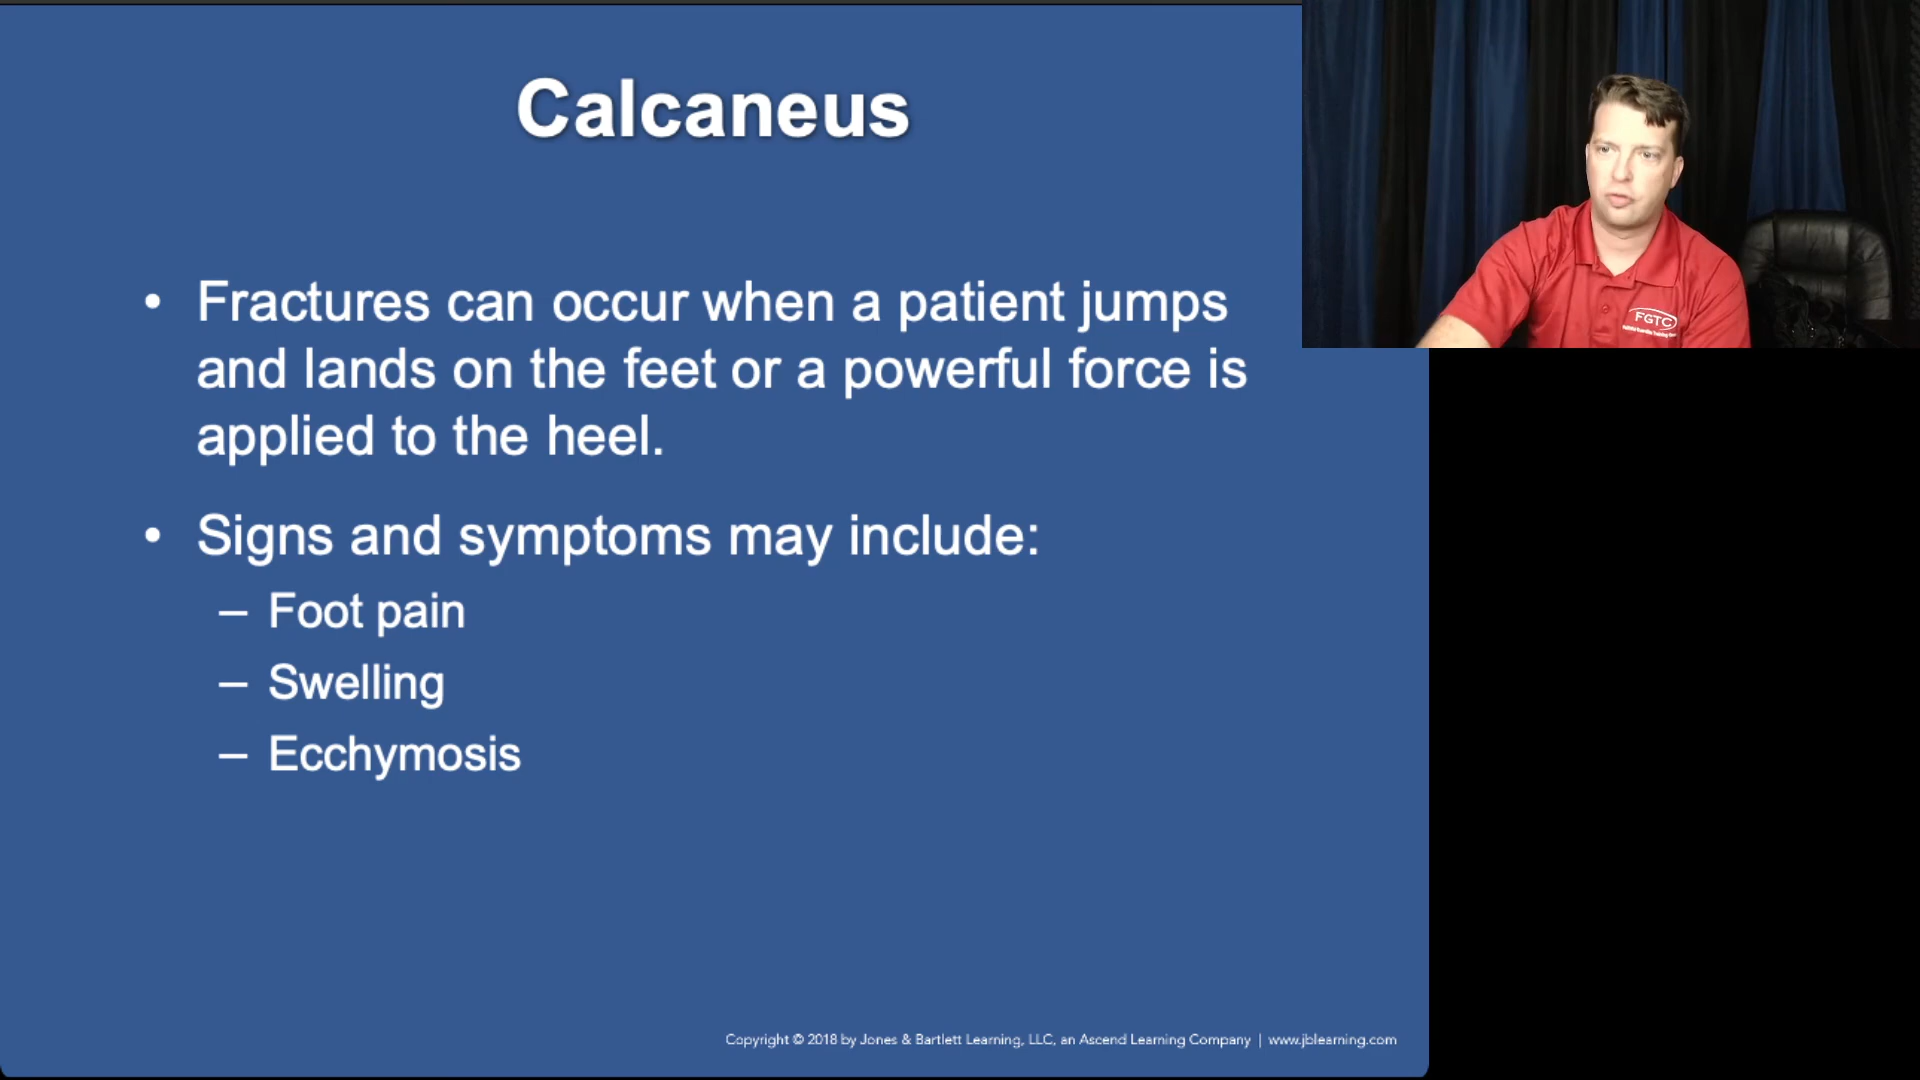 Calcaneus
• Fractures can occur when a patient jumps
and lands on the feet or a powerful force is
applied to the heel.
• Signs and symptoms may include:
– Foot pain
– Swelling
– Ecchymosis
Copyright © 2018 by Jones & Bartlett Learning, LLC, an Ascend Learning Company | www.jblearning.com
FGTC